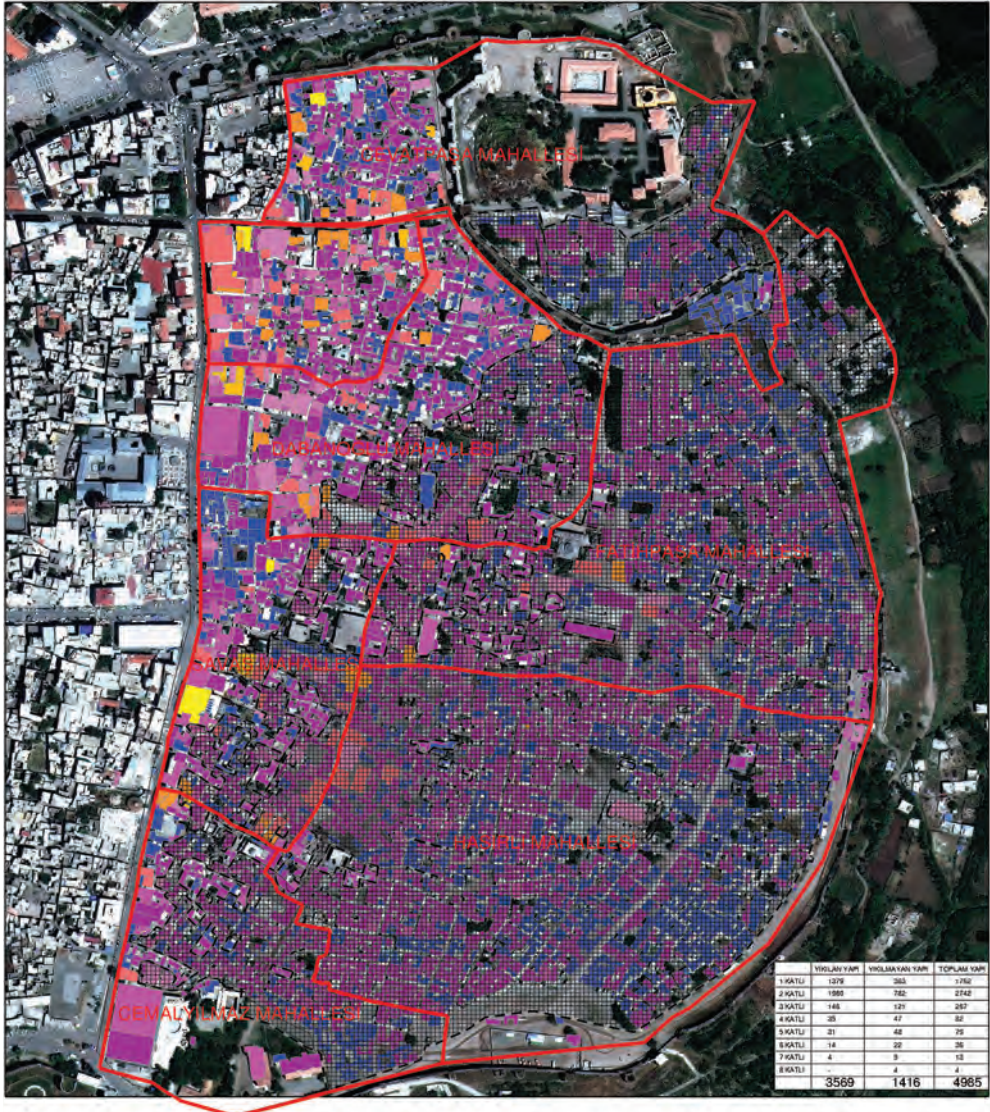 CEVATPAŞA MAHALLESİ
DABANOĞLU MAHALLESİ
FATİHPAŞA MAHALLESİ
MAHALLESİ
HASIRLI MAHALLESİ
CEMALYILMAZ MAHALLESİ
YIKILAN YAPI YIKILMAYAN YAPI TOPLAM YAPI
1 KATLI 1379 383 1762
2 KATLI 1960 782 2742
3 KATLI 146 121 267
4 KATLI 35 47 82
5 KATLI 31 48 79
6 KATLI 14 22 36
7 KATLI 4 9 13
8 KATLI - 4 4
3569 1416 4985